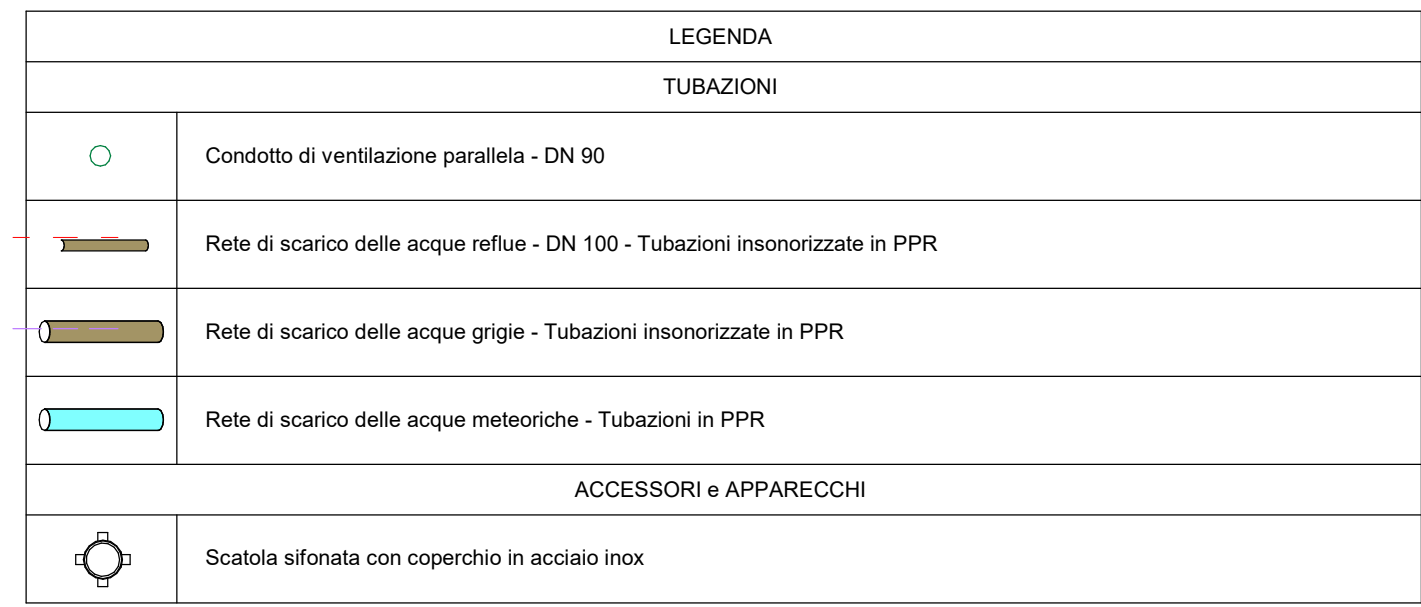 LEGENDA
TUBAZIONI
Condotto di ventilazione parallela - DN 90
Rete di scarico delle acque reflue - DN 100 - Tubazioni insonorizzate in PPR
Rete di scarico delle acque grigie - Tubazioni insonorizzate in PPR
Rete di scarico delle acque meteoriche - Tubazioni in PPR
ACCESSORI e APPARECCHI
Scatola sifonata con coperchio in acciaio inox